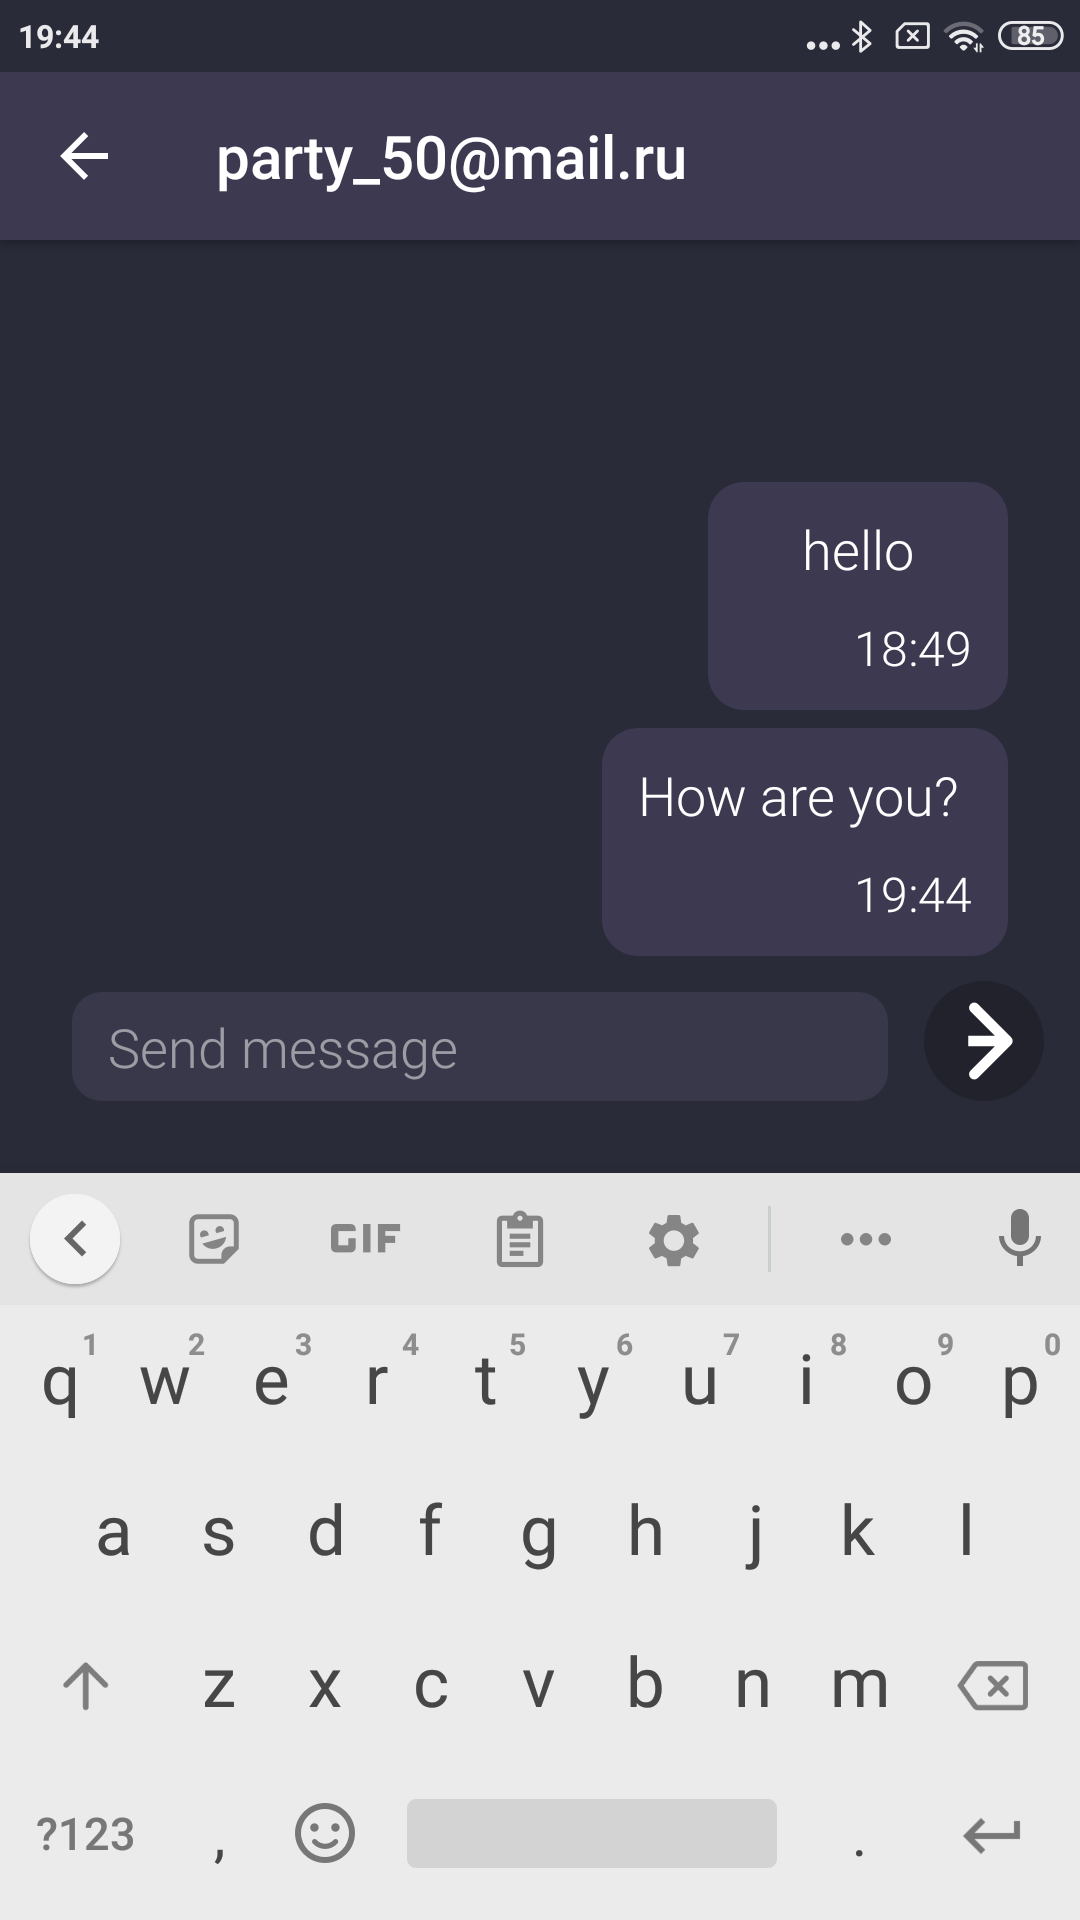 19:44
85
party_50@mail.ru
hello
18:49
How are you?
19:44
Send message
GIF
1 2 3 4 5 6 7 8 9 0
q w e r t y u i o p
a s d f g h j k l
z x c v b n m
?123 , .